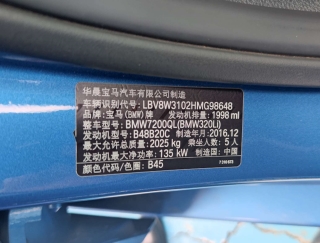 华晨宝马汽车有限公司制造
车辆识别代号: LBV8W3102HMG98648
品牌: 宝马(BMW)牌 发动机排量: 1998 ml
整车型号: BMW7200QL(BMW320Li)
发动机型号: B48B20C 制造年月: 2016.12
最大允许总质量: 2025 kg 乘坐人数: 5 人
发动机最大净功率: 135 kW 制造国: 中国
颜色代码/色圈: B45